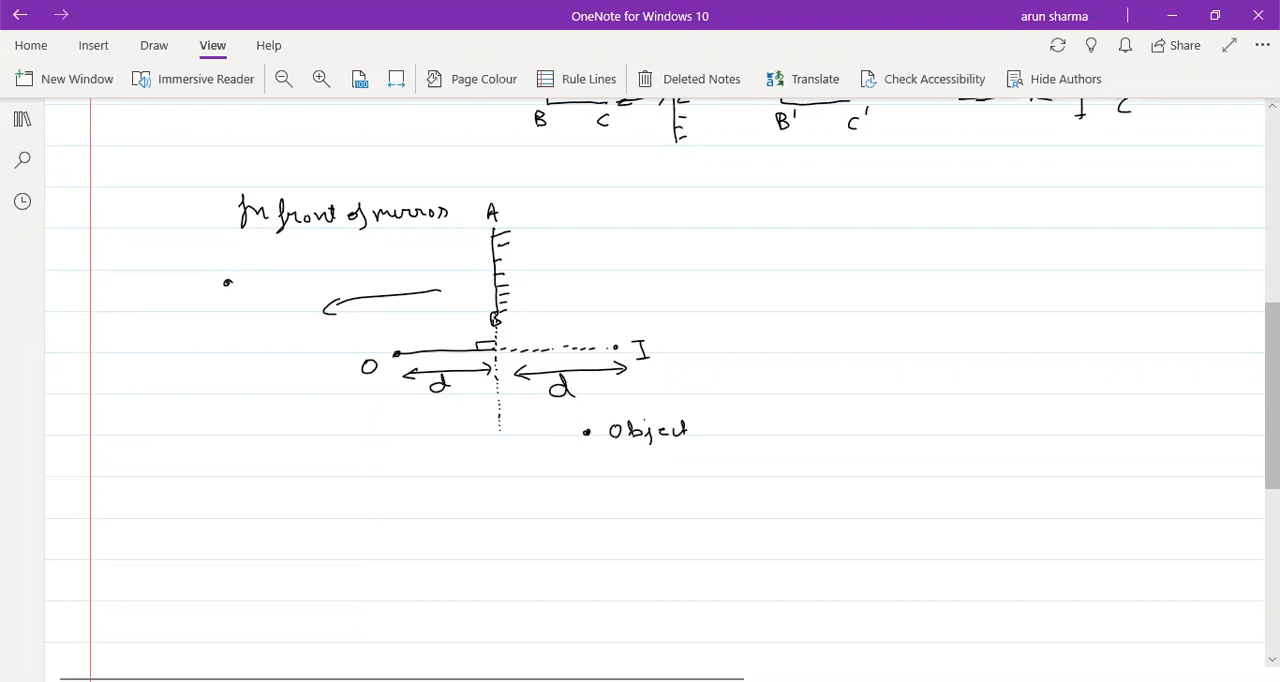 OneNote for Windows 10
arun sharma
Home Insert Draw View Help
Share
New Window Immersive Reader Page Colour Rule Lines Deleted Notes Translate Check Accessibility Hide Authors
B C B' C' I C
In front of mirror A
B
O I
d d
• Object